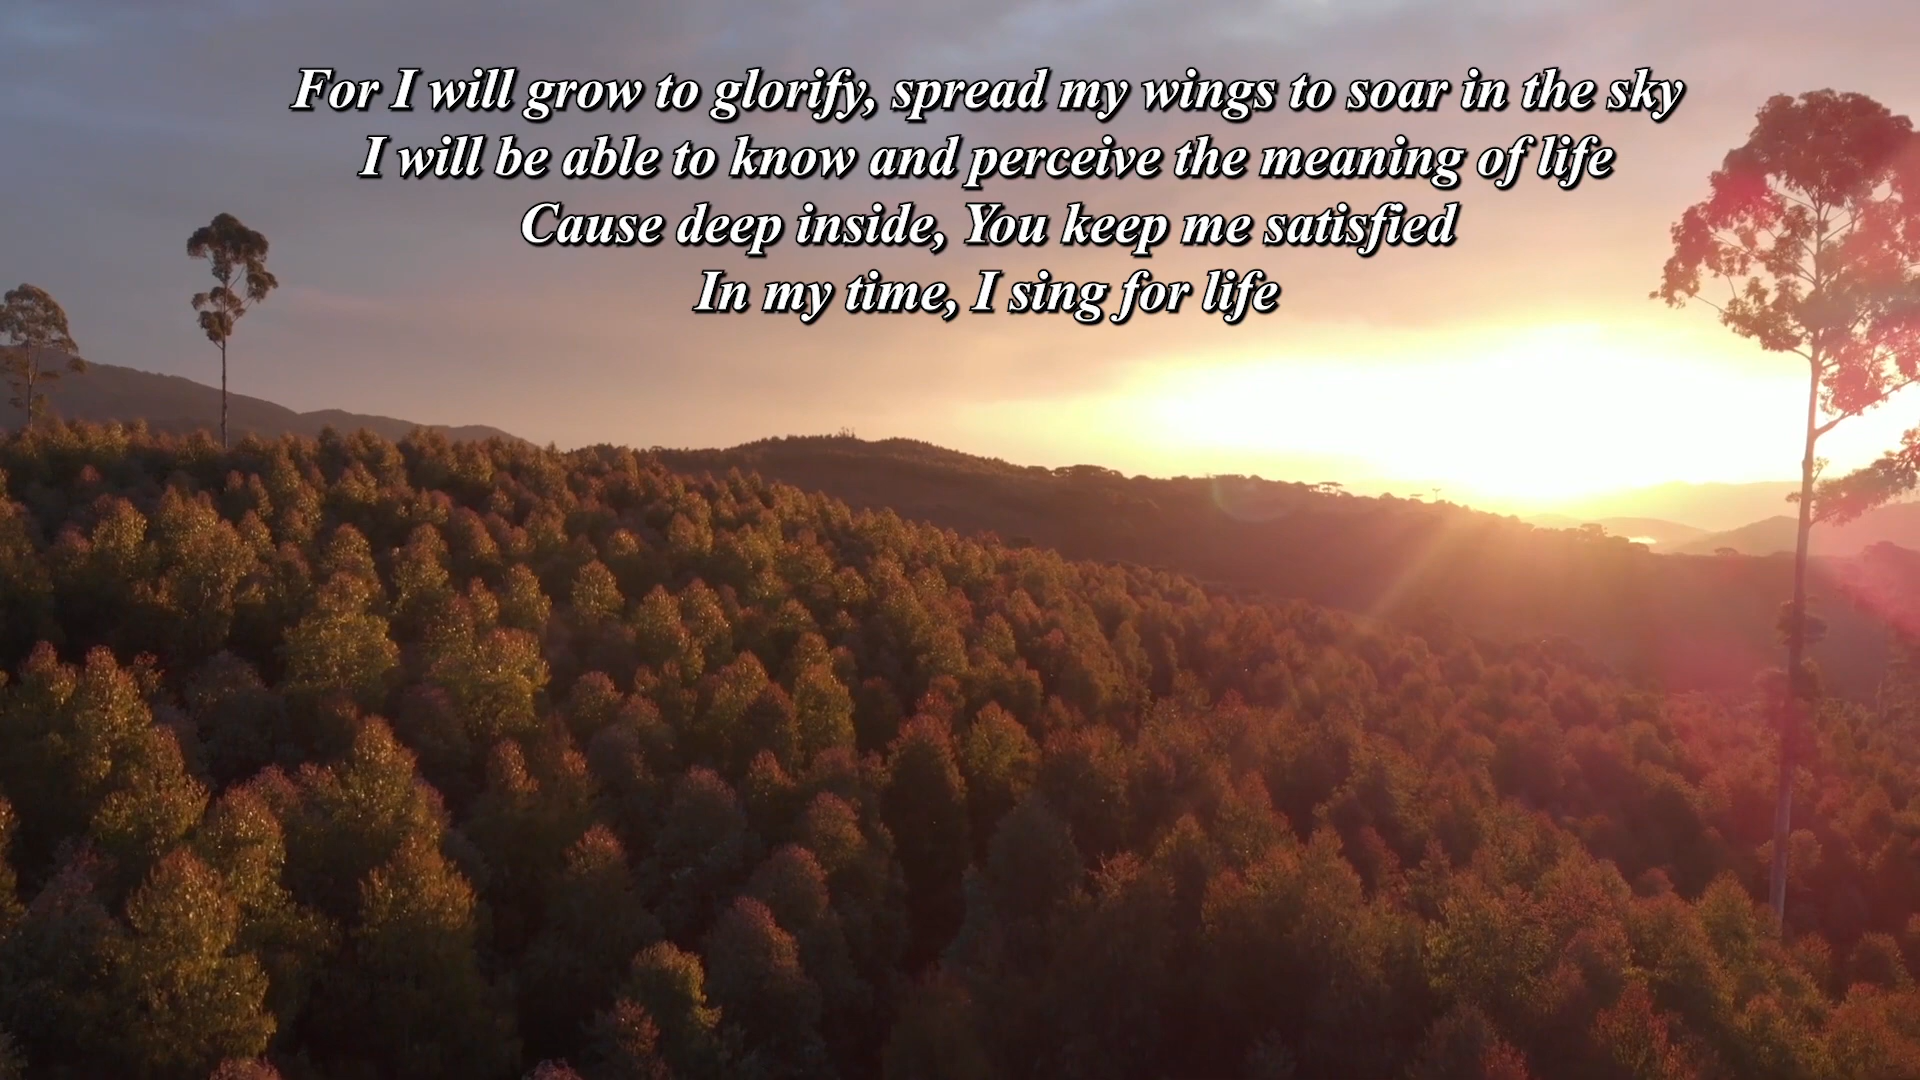 For I will grow to glorify, spread my wings to soar in the sky
I will be able to know and perceive the meaning of life
Cause deep inside, You keep me satisfied
In my time, I sing for life